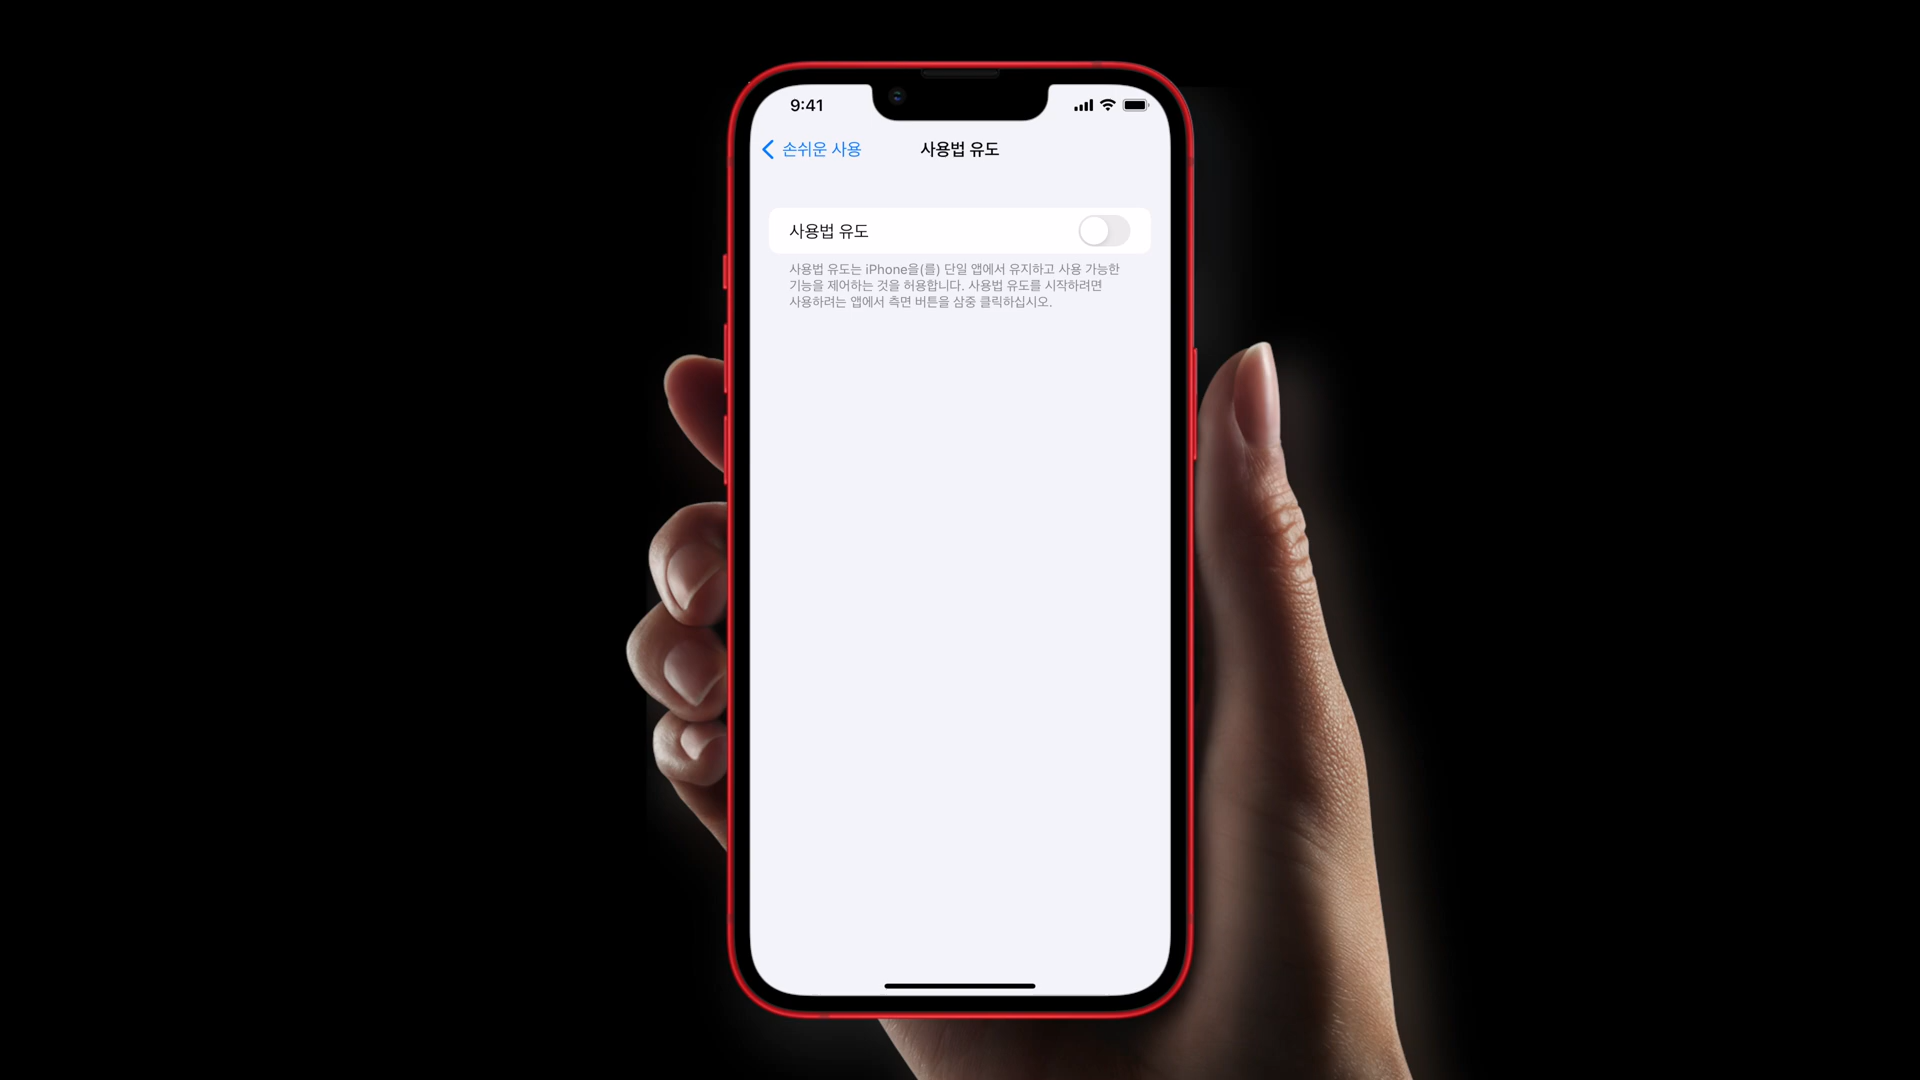 9:41
손쉬운 사용
사용법 유도
사용법 유도
사용법 유도는 iPhone을(를) 단일 앱에서 유지하고 사용 가능한
기능을 제어하는 것을 허용합니다. 사용법 유도를 시작하려면
사용하려는 앱에서 측면 버튼을 삼중 클릭하십시오.